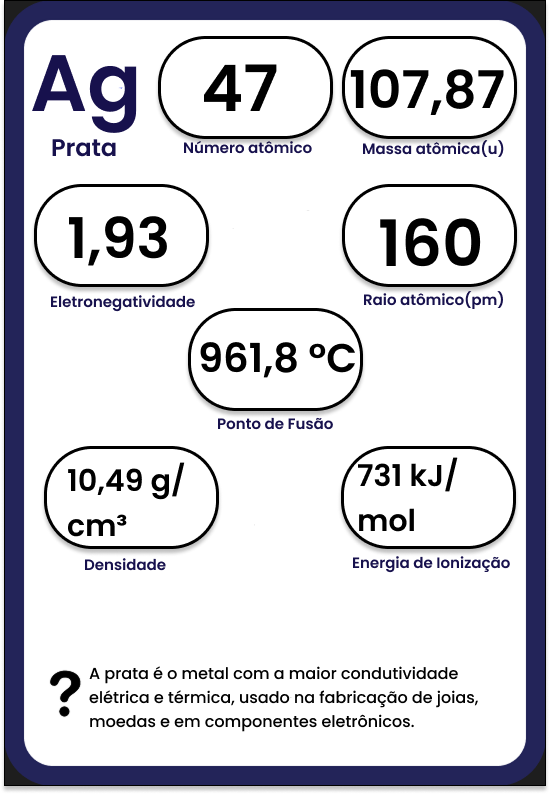 Ag
Prata
47
Número atômico
107,87
Massa atômica(u)
1,93
Eletronegatividade
160
Raio atômico(pm)
961,8 ºC
Ponto de Fusão
10,49 g/
cm³
Densidade
731 kJ/
mol
Energia de Ionização
?
A prata é o metal com a maior condutividade
elétrica e térmica, usado na fabricação de joias,
moedas e em componentes eletrônicos.